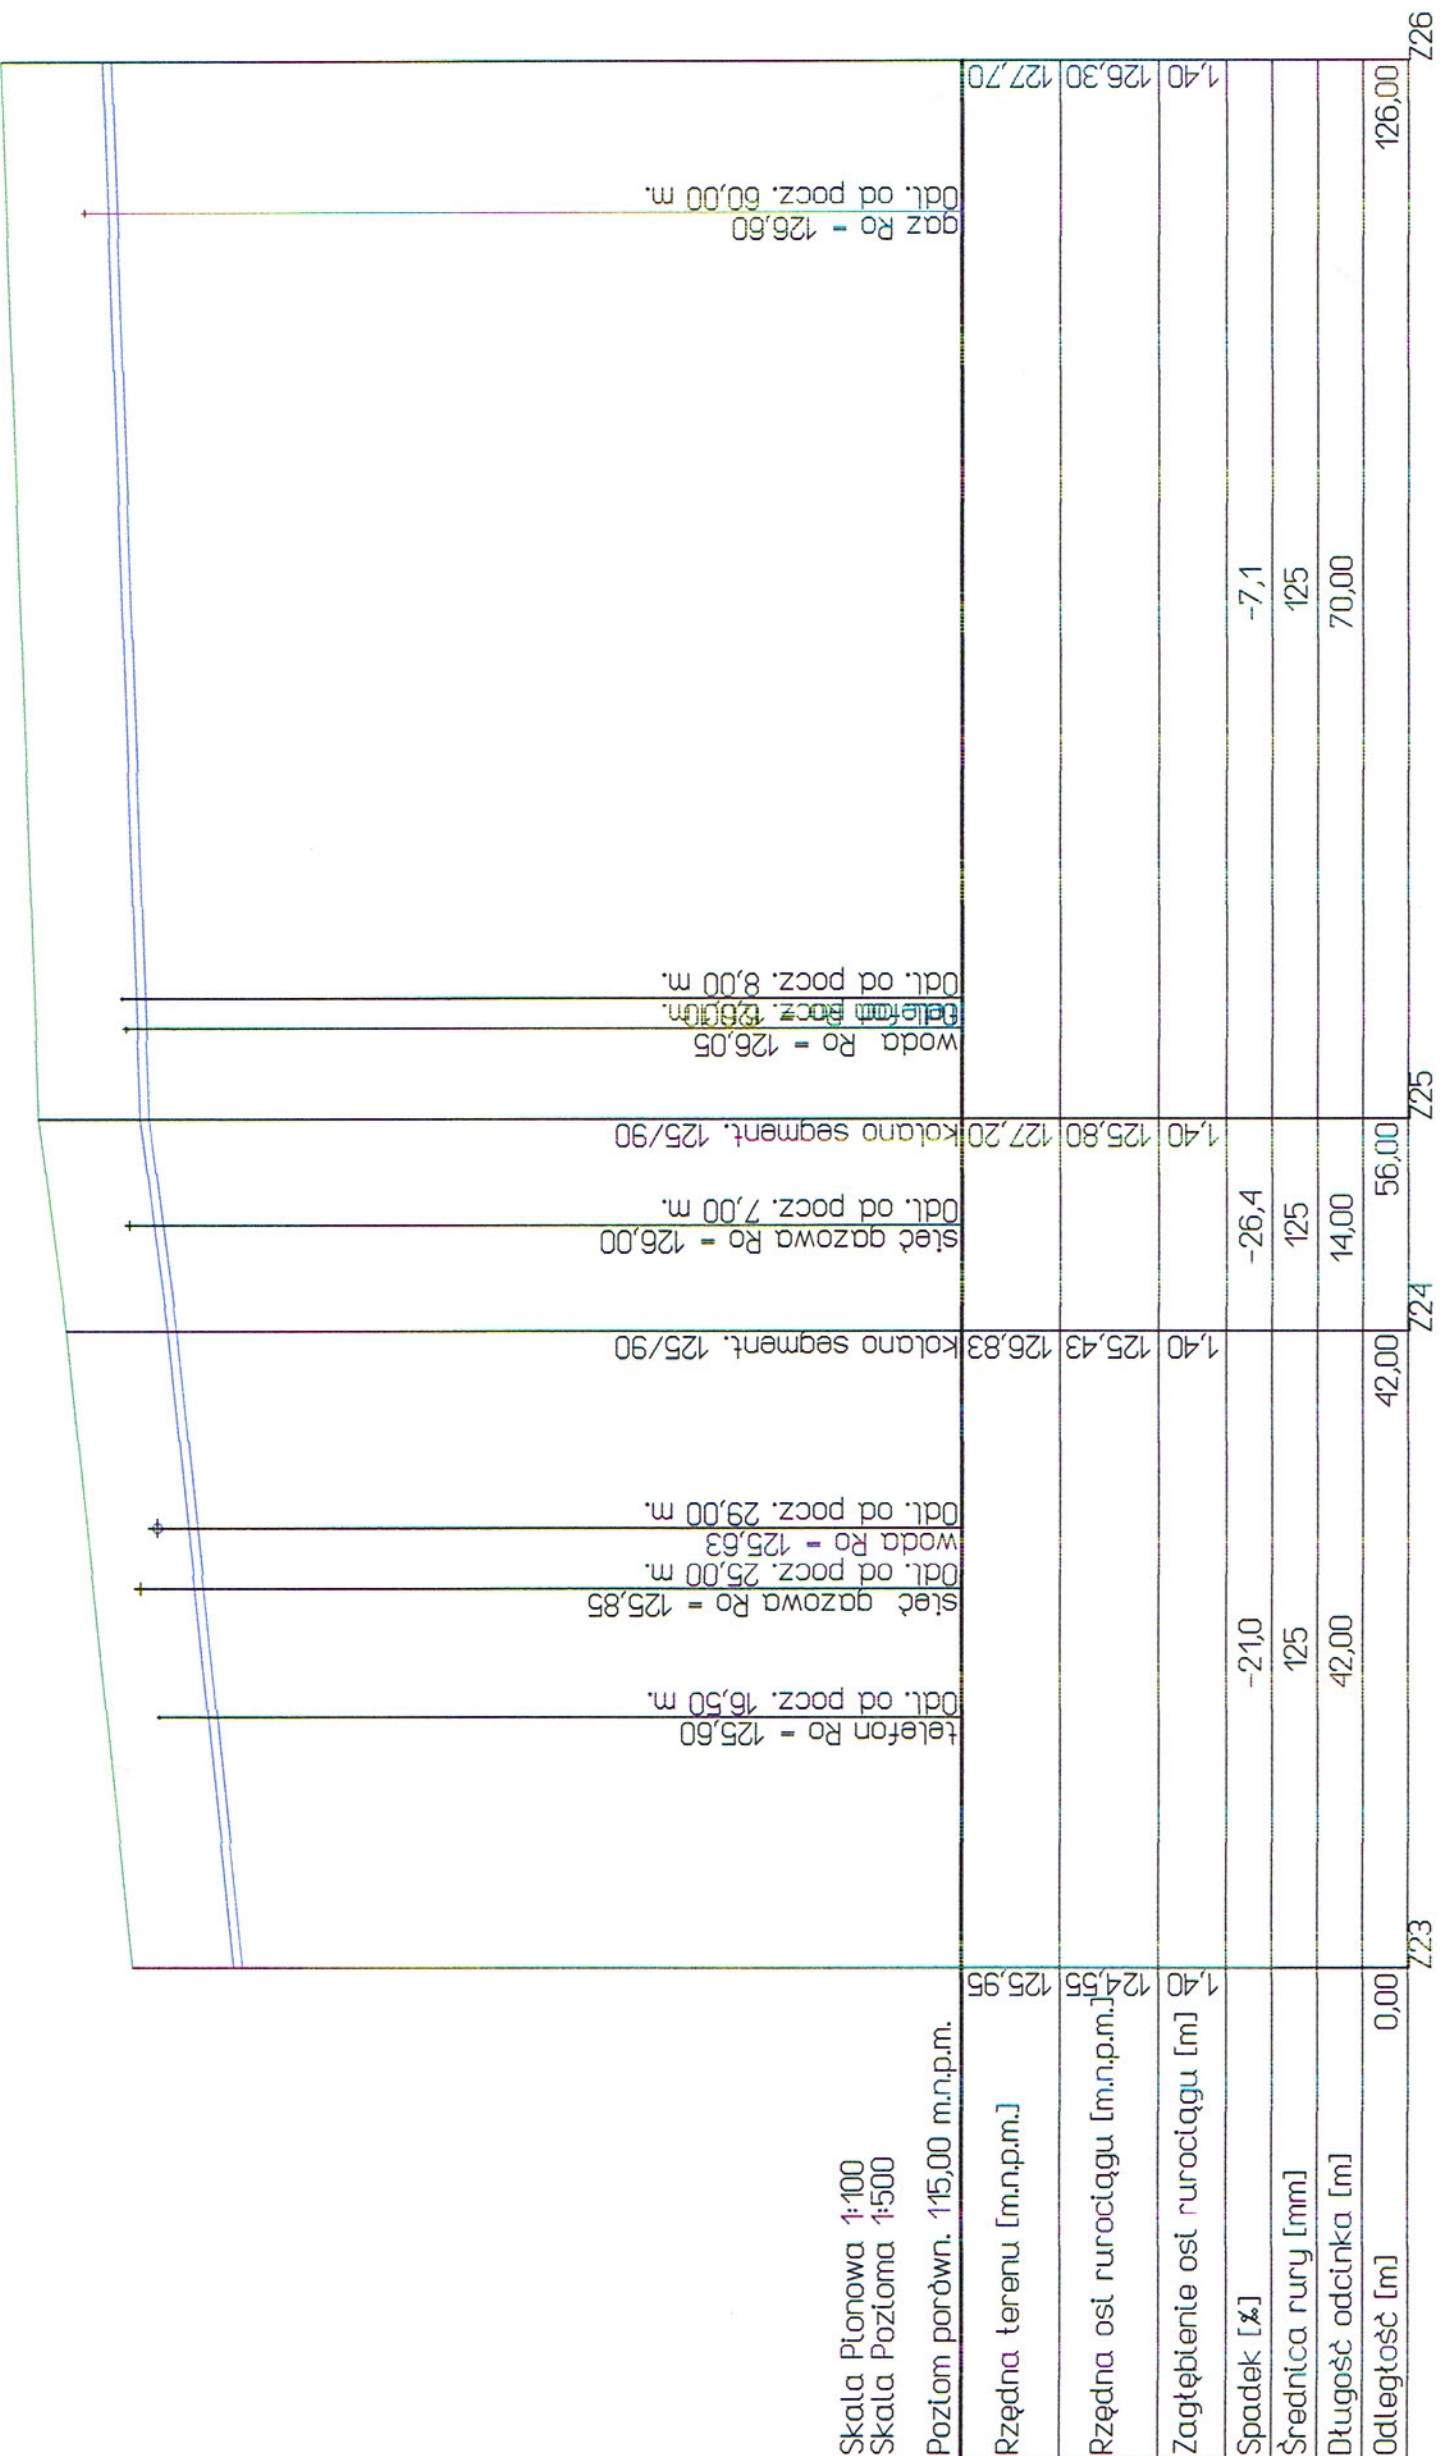 Skala Pionowa 1:100
Skala Pozioma 1:500
Poziom porówn. 115,00 m.n.p.m.
telefon Ro = 125,60
Odl. od pocz. 16,50 m.
sieć gazowa Ro = 125,85
Odl. od pocz. 25,00 m.
woda Ro = 125,63
Odl. od pocz. 29,00 m.
kolano segment. 125/90
sieć gazowa Ro = 126,00
Odl. od pocz. 7,00 m.
kolano segment. 125/90
woda Ro = 126,05
Odl. od pocz. 8,00 m.
gaz Ro = 126,60
Odl. od pocz. 60,00 m.
Rzędna terenu [m.n.p.m.] 125,95 126,83 127,20 127,70
Rzędna osi rurociągu [m.n.p.m.] 124,55 125,43 125,80 126,30
Zagłębienie osi rurociągu [m] 1,40 1,40 1,40 1,40
Spadek [‰] -21,0 -26,4 -7,1
Średnica rury [mm] 125 125 125
Długość odcinka [m] 42,00 14,00 70,00
Odległość [m] 0,00 42,00 56,00 126,00
Z23 Z24 Z25 Z26